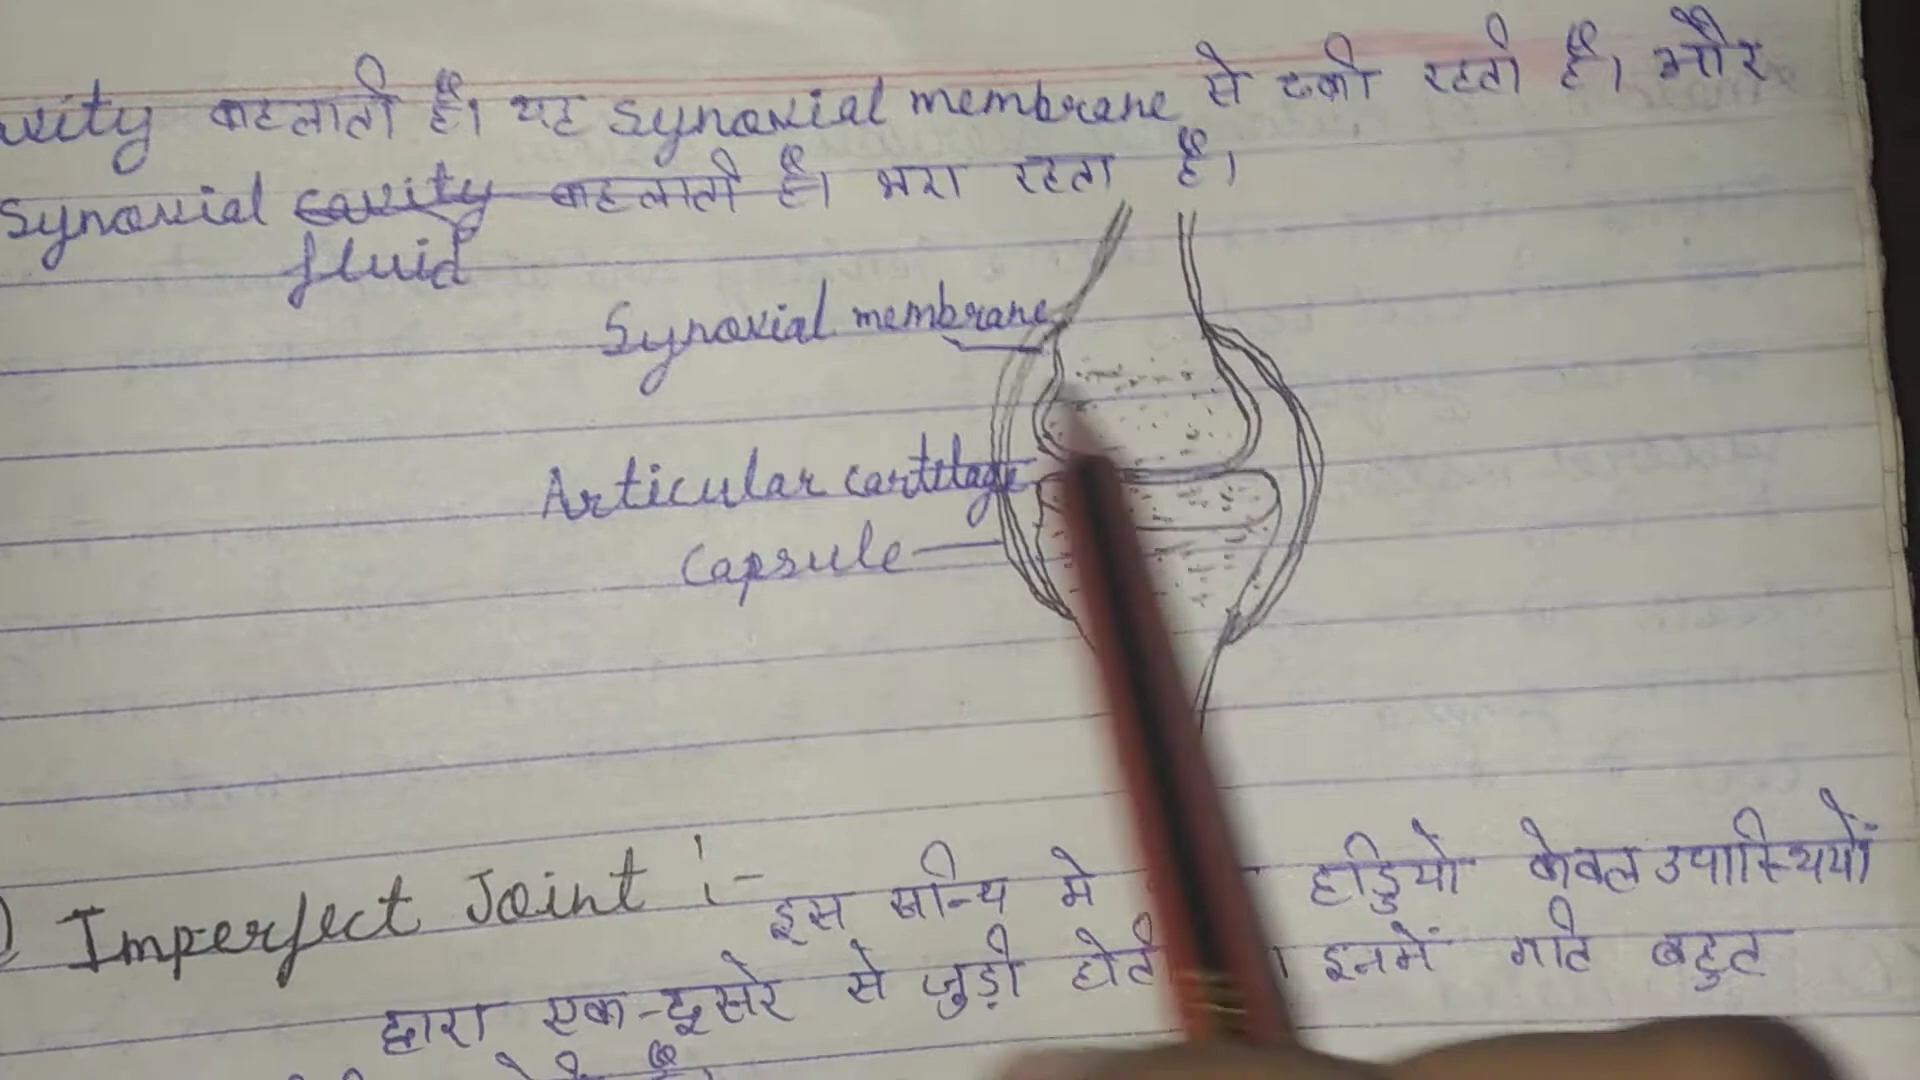 कहलाती है। यह Synovial membrane से ढकी रहती है। और
Synovial cavity कहलाती है। भरा रहता है।
fluid
Synovial membrane
Articular cartilage
Capsule
Imperfect Joint :-
इस सन्धि मे हड्डियो केवल उपास्थियों
द्वारा एक-दूसरे से जुड़ी होती इनमें गति बहुत